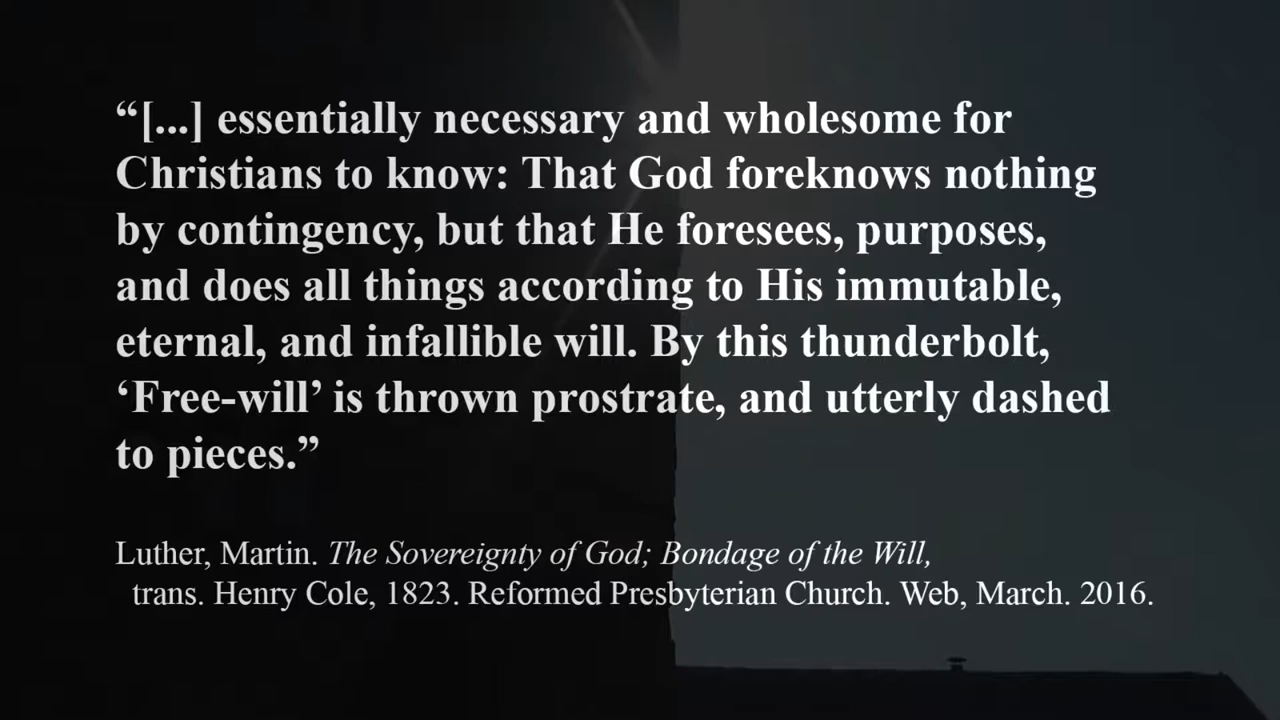 “[...] essentially necessary and wholesome for
Christians to know: That God foreknows nothing
by contingency, but that He foresees, purposes,
and does all things according to His immutable,
eternal, and infallible will. By this thunderbolt,
‘Free-will’ is thrown prostrate, and utterly dashed
to pieces.”
Luther, Martin. The Sovereignty of God; Bondage of the Will,
trans. Henry Cole, 1823. Reformed Presbyterian Church. Web, March. 2016.